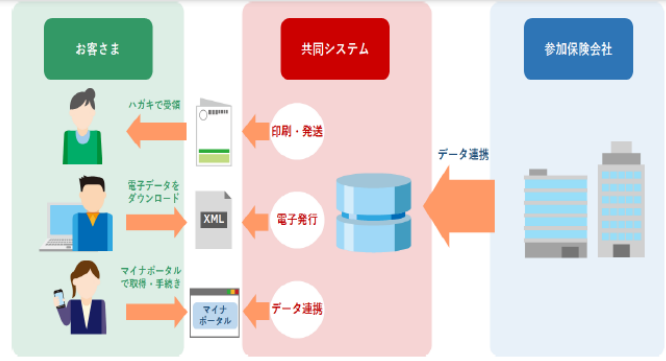 お客さま
共同システム
参加保険会社
ハガキで受領
印刷・発送
データ連携
電子データを
ダウンロード
XML
電子発行
マイナポータル
で取得・手続き
マイナ
ポータル
データ連携